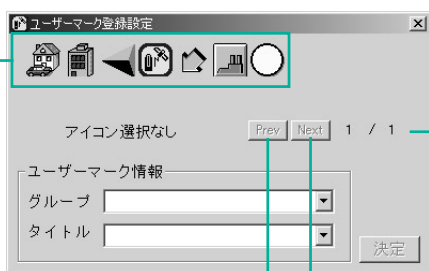 ユーザーマーク登録設定
アイコン選択なし Prev Next 1 / 1
ユーザーマーク情報
グループ
タイトル
決定